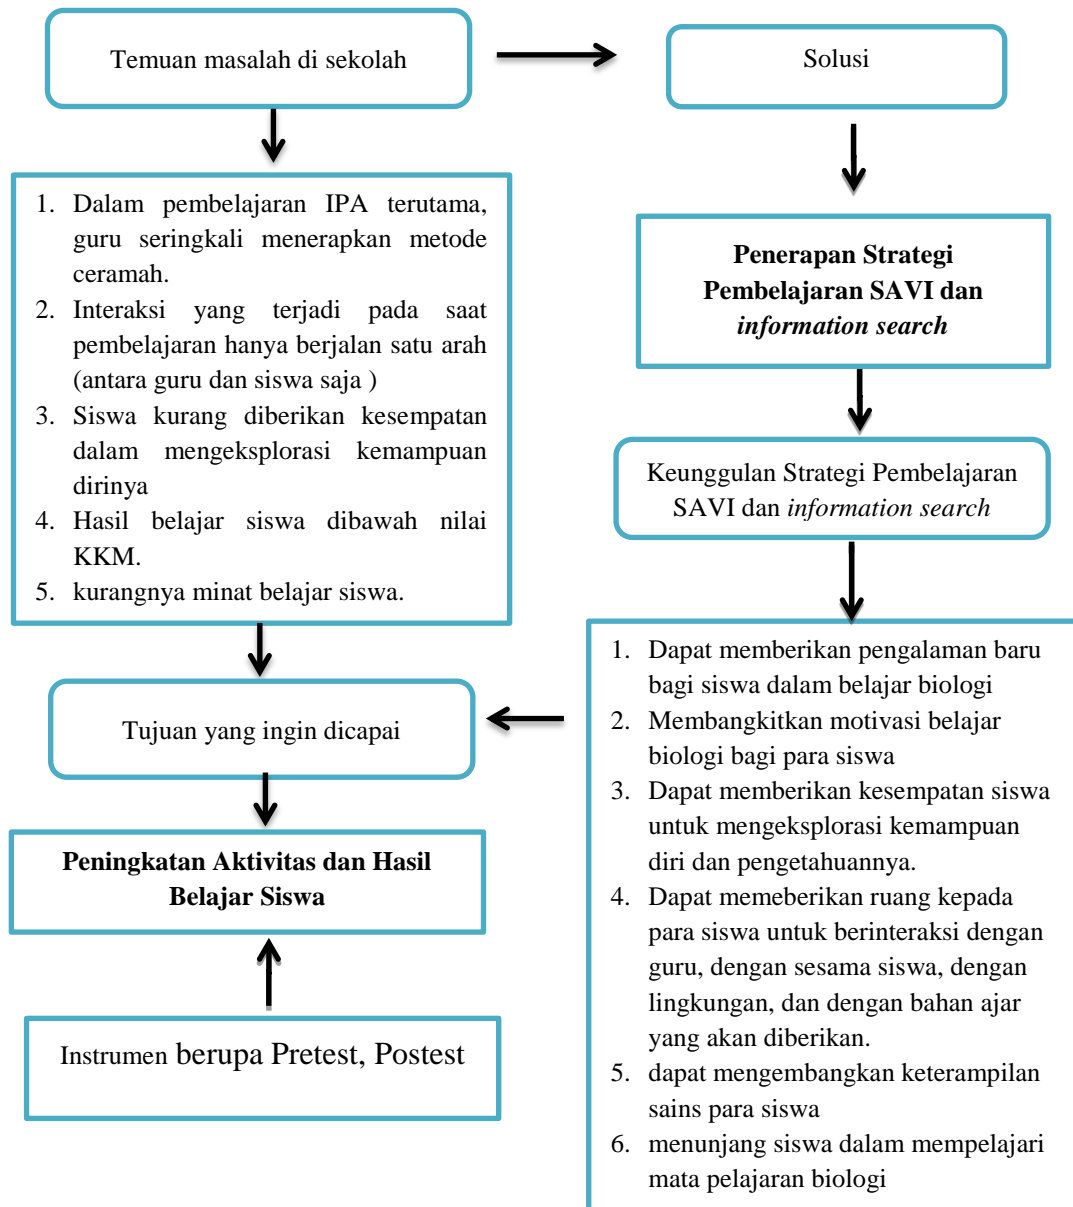 Temuan masalah di sekolah
Solusi
1. Dalam pembelajaran IPA terutama,
guru seringkali menerapkan metode
ceramah.
2. Interaksi yang terjadi pada saat
pembelajaran hanya berjalan satu arah
(antara guru dan siswa saja )
3. Siswa kurang diberikan kesempatan
dalam mengeksplorasi kemampuan
dirinya
4. Hasil belajar siswa dibawah nilai
KKM.
5. kurangnya minat belajar siswa.
Penerapan Strategi
Pembelajaran SAVI dan
information search
Keunggulan Strategi Pembelajaran
SAVI dan information search
1. Dapat memberikan pengalaman baru
bagi siswa dalam belajar biologi
2. Membangkitkan motivasi belajar
biologi bagi para siswa
3. Dapat memberikan kesempatan siswa
untuk mengeksplorasi kemampuan
diri dan pengetahuannya.
4. Dapat memeberikan ruang kepada
para siswa untuk berinteraksi dengan
guru, dengan sesama siswa, dengan
lingkungan, dan dengan bahan ajar
yang akan diberikan.
5. dapat mengembangkan keterampilan
sains para siswa
6. menunjang siswa dalam mempelajari
mata pelajaran biologi
Tujuan yang ingin dicapai
Peningkatan Aktivitas dan Hasil
Belajar Siswa
Instrumen berupa Pretest, Postest